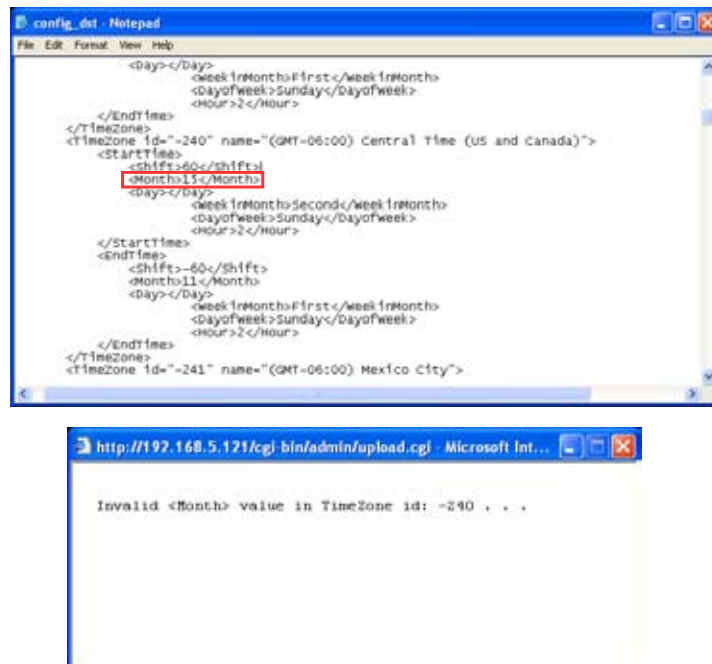 config_dst - Notepad
File Edit Format View Help
<Day></Day>
<WeekInMonth>First</WeekInMonth>
<DayofWeek>Sunday</DayofWeek>
<Hour>2</Hour>
</EndTime>
</TimeZone>
<TimeZone id="-240" name="(GMT-06:00) Central Time (US and Canada)">
<StartTime>
<Shift>60</Shift>
<Month>15</Month>
<Day></Day>
<WeekInMonth>Second</WeekInMonth>
<DayofWeek>Sunday</DayofWeek>
<Hour>2</Hour>
</StartTime>
<EndTime>
<Shift>-60</Shift>
<Month>11</Month>
<Day></Day>
<WeekInMonth>First</WeekInMonth>
<DayofWeek>Sunday</DayofWeek>
<Hour>2</Hour>
</EndTime>
</TimeZone>
<TimeZone id="-241" name="(GMT-06:00) Mexico City">
http://192.168.5.121/cgi-bin/admin/upload.cgi - Microsoft Int...
Invalid <Month> value in TimeZone id: -240 . . .